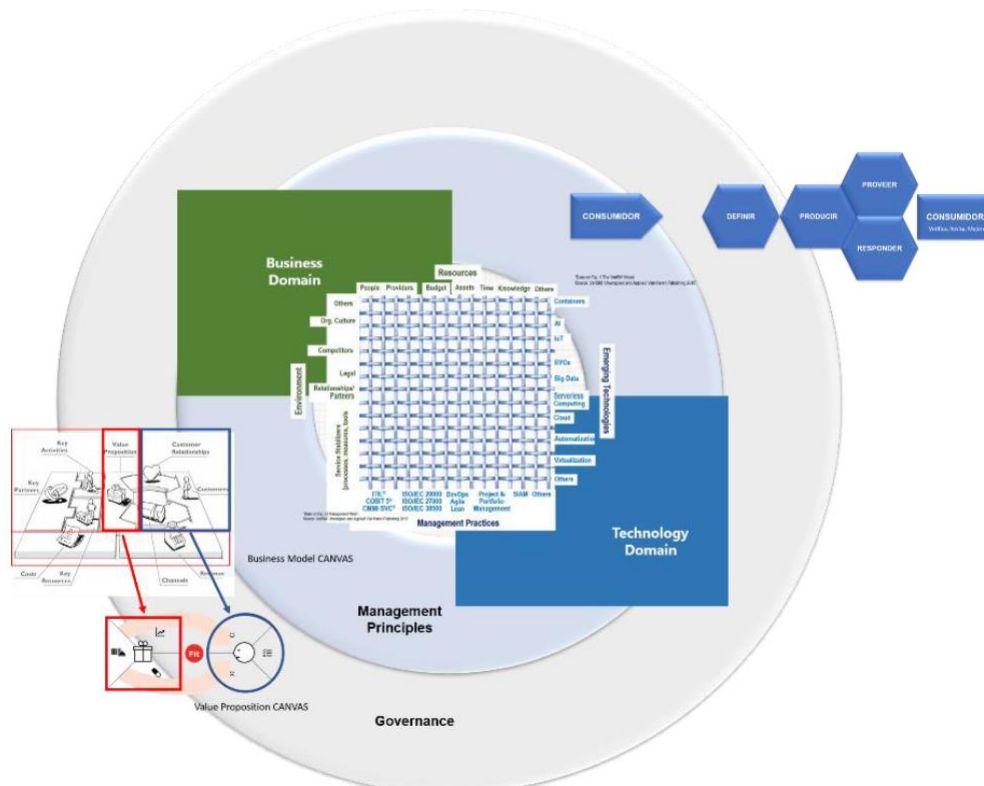 CONSUMIDOR
DEFINIR
PRODUCIR
PROVEER
RESPONDER
CONSUMIDOR
Business
Domain
Resources
People Providers Budget Assets Time Knowledge Others
Others
Org. Culture
Competitors
Legal
Relationships/
Partners
Environment
Service Stabilizers
(processes, measures, tools)
Containers
AI
IoT
Big Data
Serverless
Computing
Cloud
Virtualization
Others
Emerging Technologies
ITIL® ISO/IEC 20000 DevOps Project & SIAM Others
COBIT 5® ISO/IEC 27000 Agile Portfolio
CMMI-SVC® ISO/IEC 38500 Lean Management
Management Practices
Technology
Domain
Key
Activities
Value
Proposition
Customer
Relationships
Key
Partners
Customers
Costs
Key
Resources
Channels
Business Model CANVAS
Management
Principles
Fit
Value Proposition CANVAS
Governance